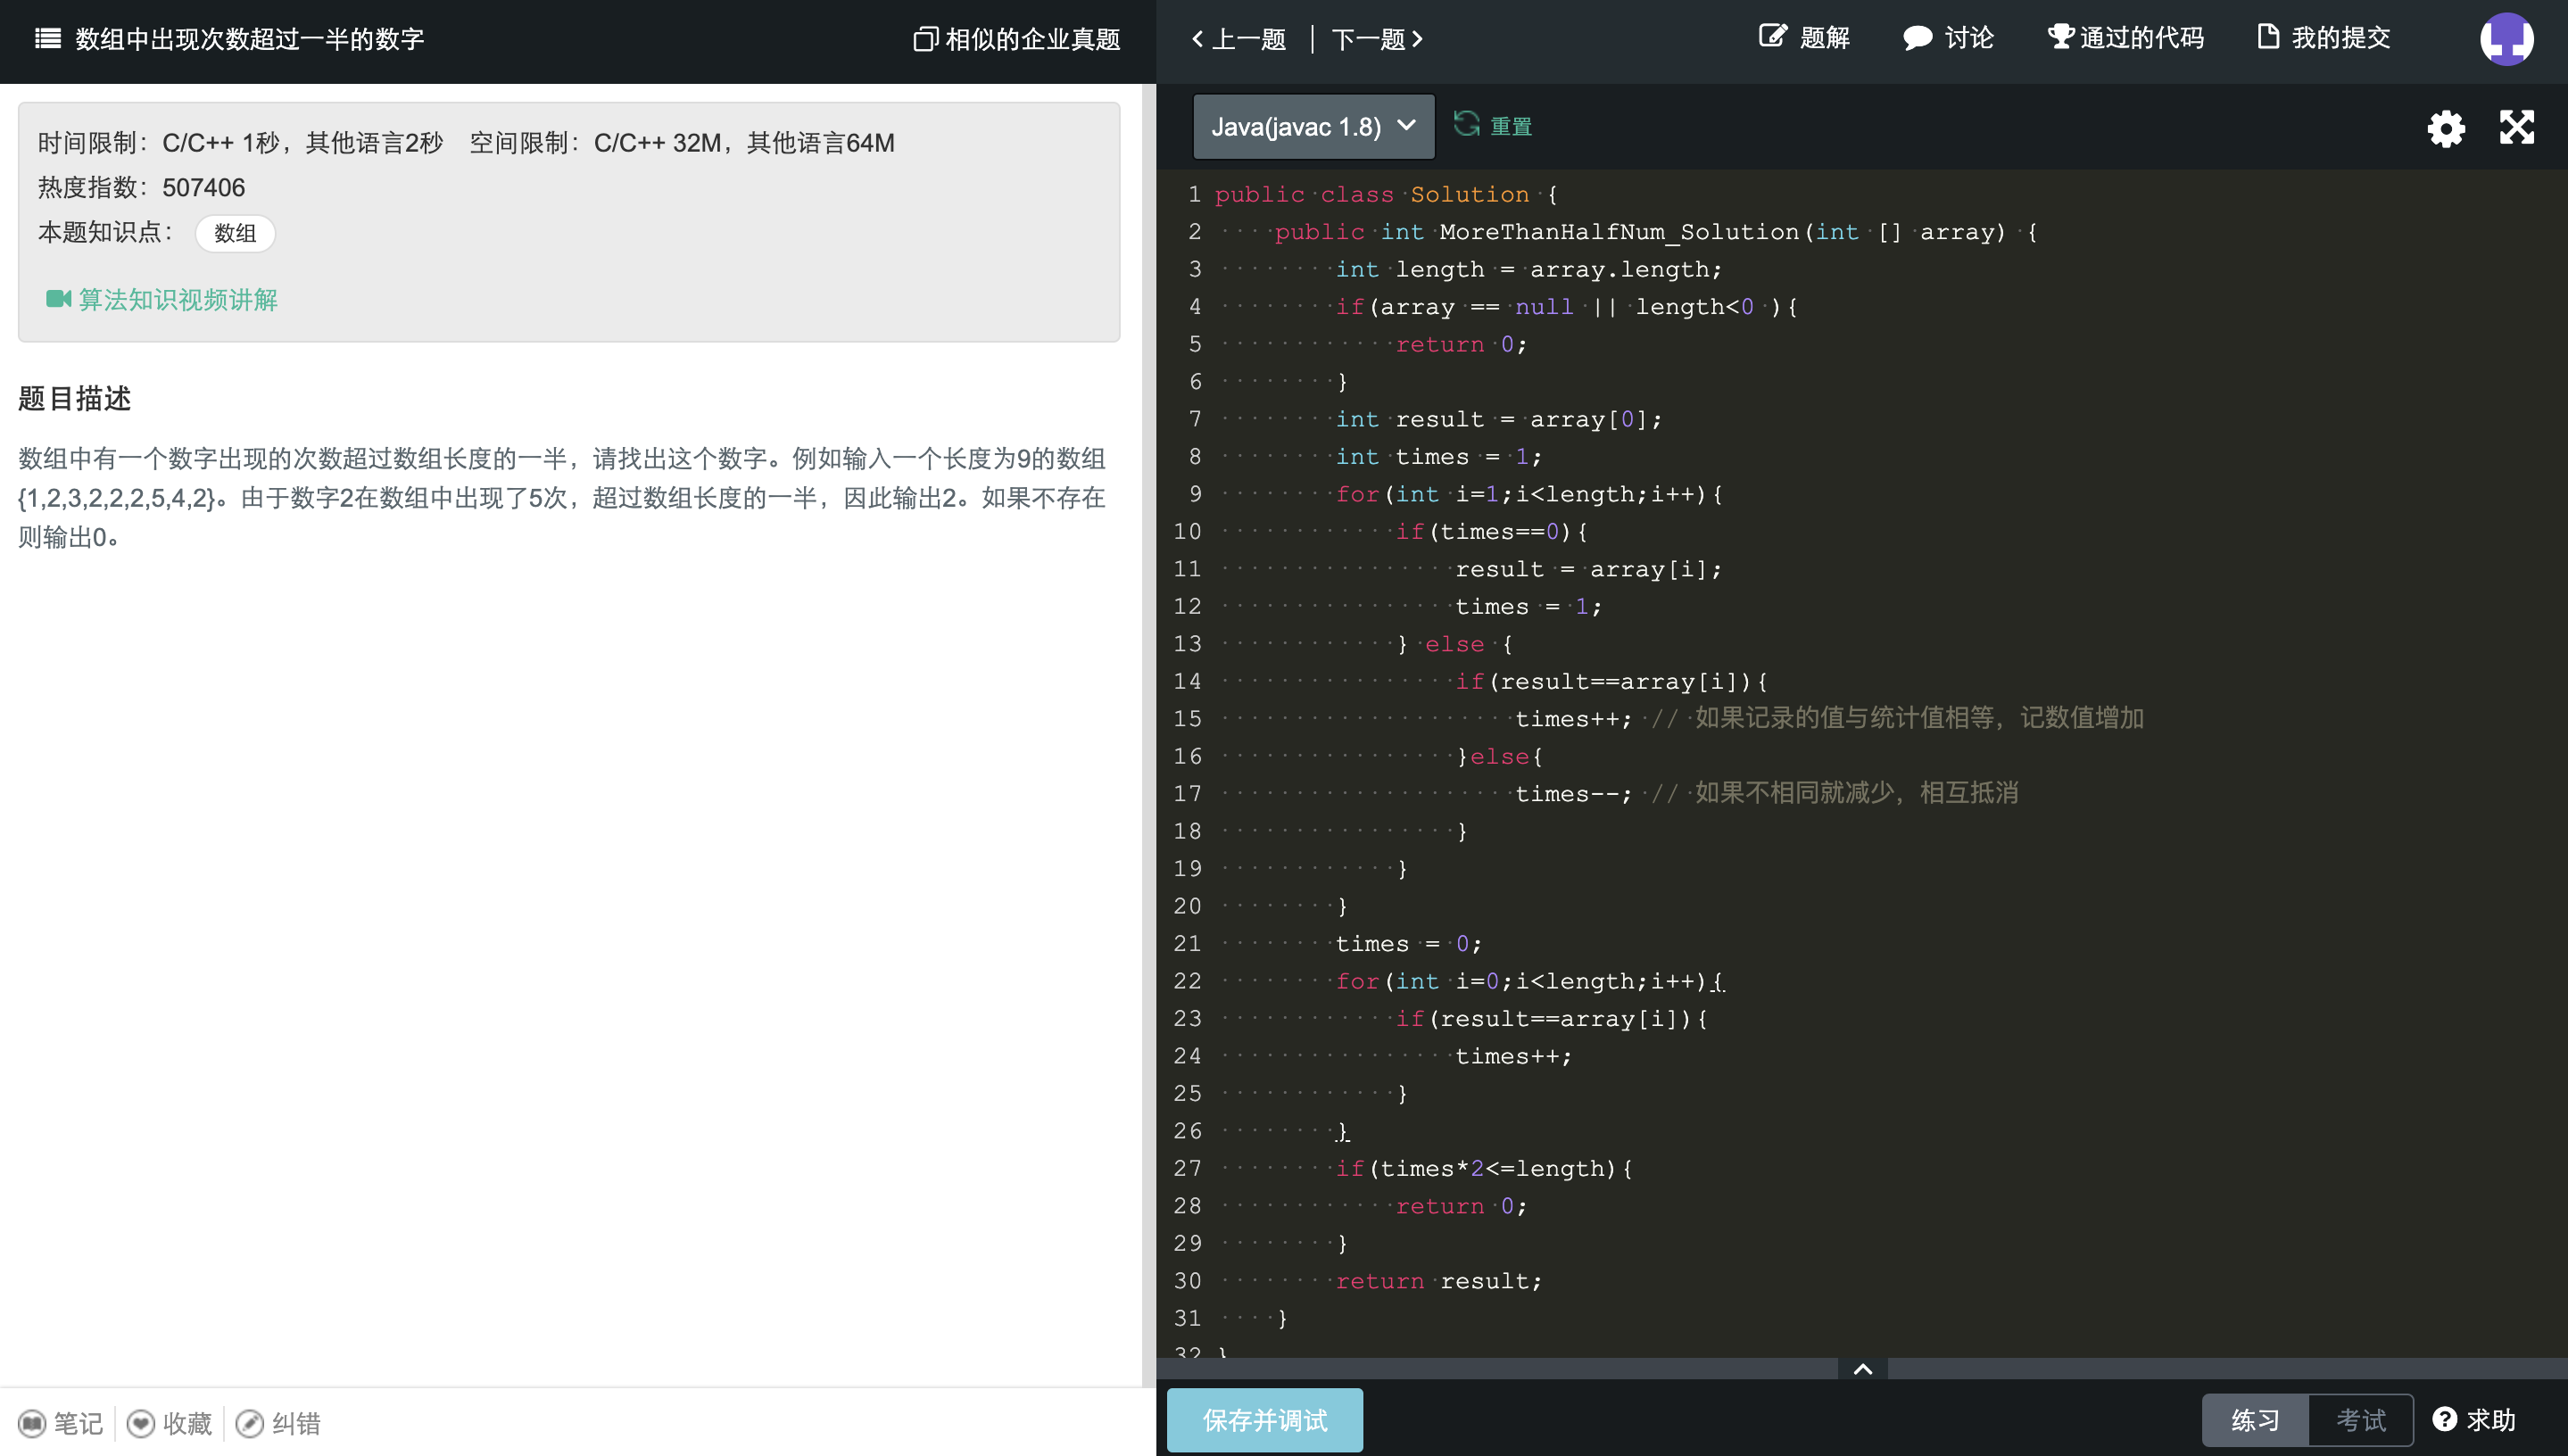 数组中出现次数超过一半的数字
相似的企业真题
上一题 | 下一题
题解
讨论
通过的代码
我的提交
时间限制：C/C++ 1秒，其他语言2秒 空间限制：C/C++ 32M，其他语言64M
热度指数：507406
本题知识点： 数组
算法知识视频讲解
题目描述
数组中有一个数字出现的次数超过数组长度的一半，请找出这个数字。例如输入一个长度为9的数组
{1,2,3,2,2,2,5,4,2}。由于数字2在数组中出现了5次，超过数组长度的一半，因此输出2。如果不存在
则输出0。
笔记
收藏
纠错
Java(javac 1.8)
重置
1 public class Solution {
2     public int MoreThanHalfNum_Solution(int [] array) {
3         int length = array.length;
4         if(array == null || length<0 ){
5             return 0;
6         }
7         int result = array[0];
8         int times = 1;
9         for(int i=1;i<length;i++){
10             if(times==0){
11                 result = array[i];
12                 times = 1;
13             } else {
14                 if(result==array[i]){
15                     times++; // 如果记录的值与统计值相等，记数值增加
16                 }else{
17                     times--; // 如果不相同就减少，相互抵消
18                 }
19             }
20         }
21         times = 0;
22         for(int i=0;i<length;i++){
23             if(result==array[i]){
24                 times++;
25             }
26         }
27         if(times*2<=length){
28             return 0;
29         }
30         return result;
31     }
32 }
保存并调试
练习
考试
求助